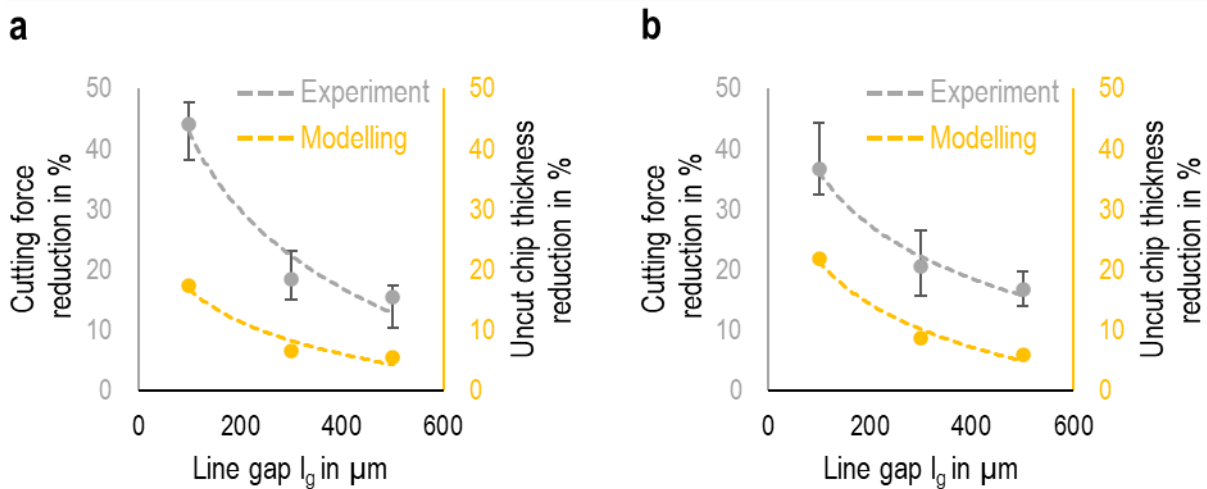 a
Cutting force
reduction in %
50
40
30
20
10
0
Experiment
Modelling
50
40
30
20
10
0
Uncut chip thickness
reduction in %
0
200
400
600
Line gap lg in µm
b
Cutting force
reduction in %
50
40
30
20
10
0
Experiment
Modelling
50
40
30
20
10
0
Uncut chip thickness
reduction in %
0
200
400
600
Line gap lg in µm